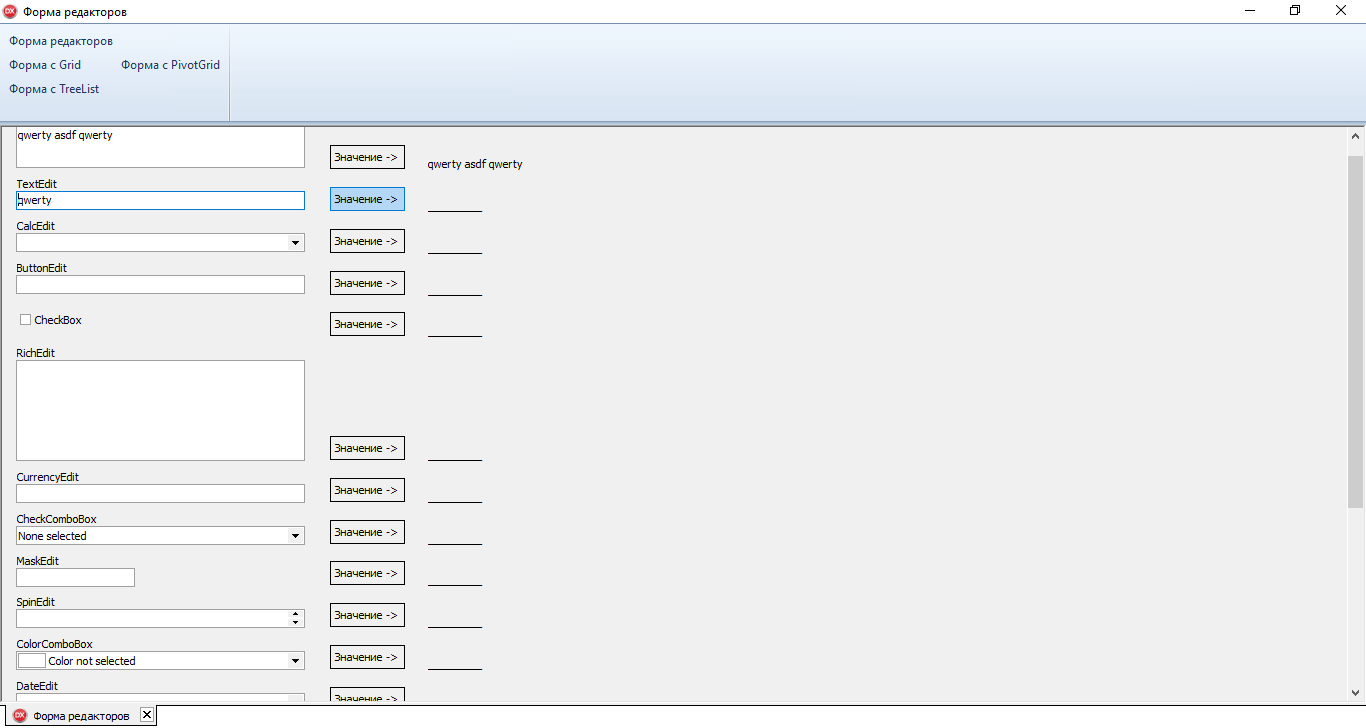 DX Форма редакторов
Форма редакторов
Форма с Grid Форма с PivotGrid
Форма с TreeList
qwerty asdf qwerty
Значение -> qwerty asdf qwerty
TextEdit
qwerty Значение ->
CalcEdit
Значение ->
ButtonEdit
Значение ->
CheckBox Значение ->
RichEdit
Значение ->
CurrencyEdit
Значение ->
CheckComboBox
None selected Значение ->
MaskEdit
Значение ->
SpinEdit
Значение ->
ColorComboBox
Color not selected Значение ->
DateEdit
Значение ->
DX Форма редакторов